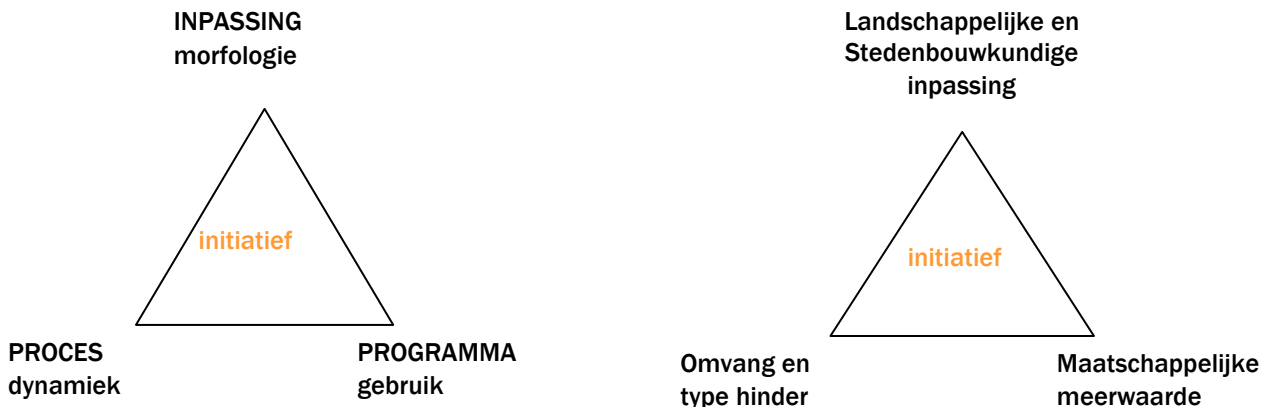 INPASSING
morfologie
initiatief
PROCES
dynamiek
PROGRAMMA
gebruik
Landschappelijke en
Stedenbouwkundige
inpassing
initiatief
Omvang en
type hinder
Maatschappelijke
meerwaarde